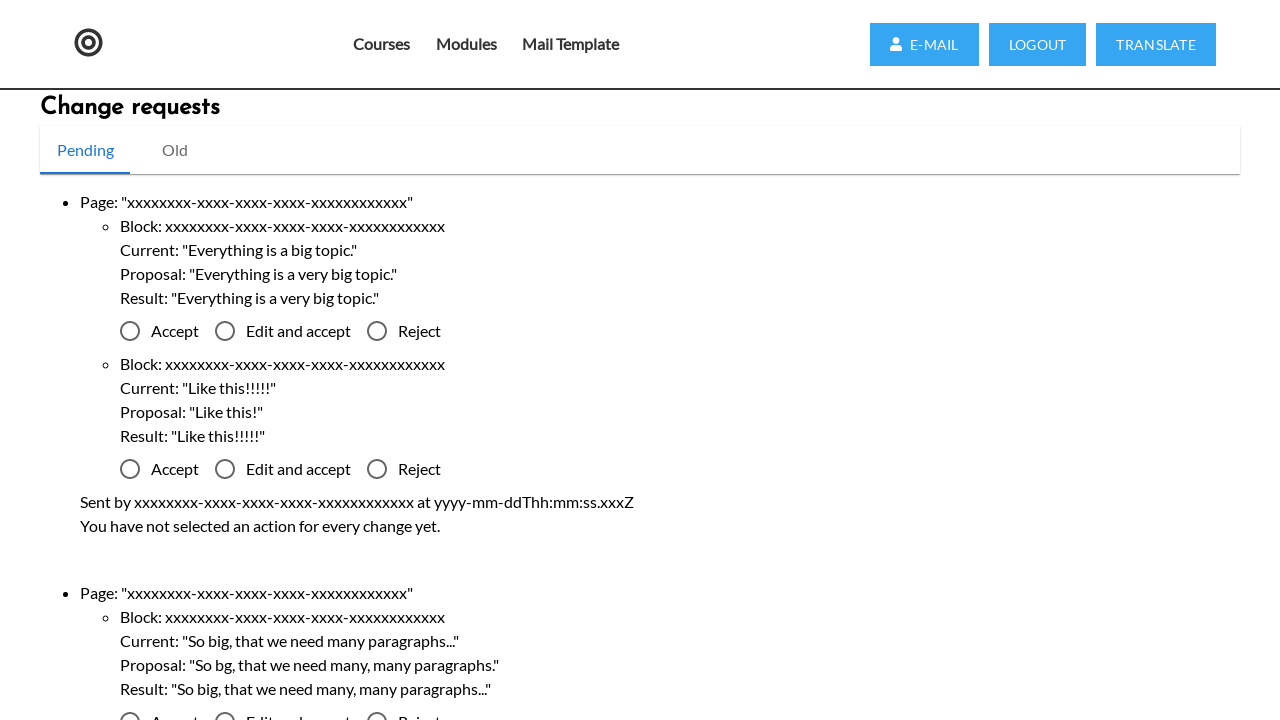 Courses Modules Mail Template E-MAIL LOGOUT TRANSLATE
Change requests
Pending Old
Page: "xxxxxxxx-xxxx-xxxx-xxxx-xxxxxxxxxxxx"
Block: xxxxxxxx-xxxx-xxxx-xxxx-xxxxxxxxxxxx
Current: "Everything is a big topic."
Proposal: "Everything is a very big topic."
Result: "Everything is a very big topic."
Accept Edit and accept Reject
Block: xxxxxxxx-xxxx-xxxx-xxxx-xxxxxxxxxxxx
Current: "Like this!!!!!"
Proposal: "Like this!"
Result: "Like this!!!!!"
Accept Edit and accept Reject
Sent by xxxxxxxx-xxxx-xxxx-xxxx-xxxxxxxxxxxx at yyyy-mm-ddThh:mm:ss.xxxZ
You have not selected an action for every change yet.
Page: "xxxxxxxx-xxxx-xxxx-xxxx-xxxxxxxxxxxx"
Block: xxxxxxxx-xxxx-xxxx-xxxx-xxxxxxxxxxxx
Current: "So big, that we need many paragraphs..."
Proposal: "So bg, that we need many, many paragraphs."
Result: "So big, that we need many, many paragraphs..."
Accept Edit and accept Reject